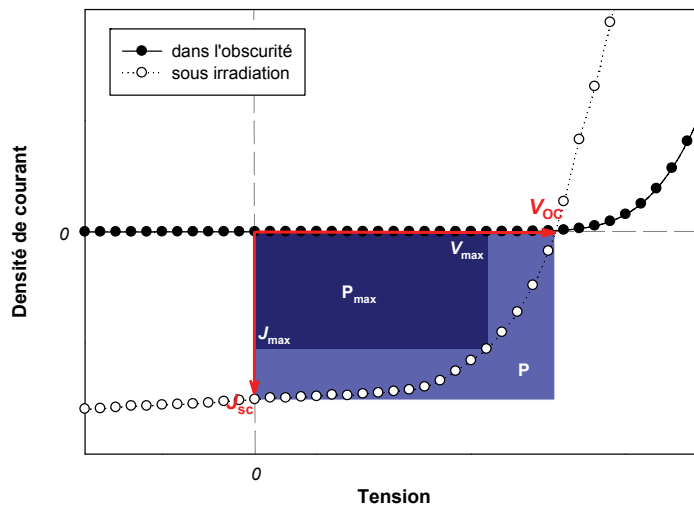 dans l'obscurité
sous irradiation
Densité de courant
0
V_OC
V_max
P_max
J_max
P
J_sc
0
Tension